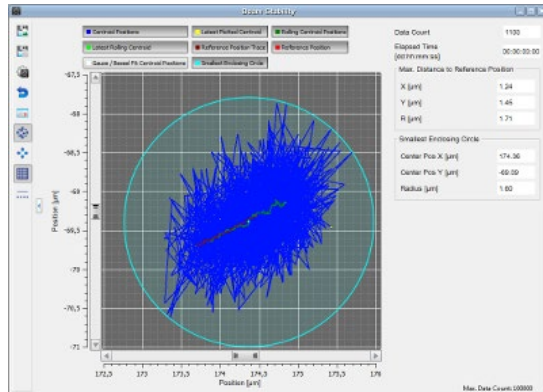 Beam Stability
Centroid Positions
Latest Plotted Centroid
Rolling Centroid Positions
Latest Rolling Centroid
Reference Position Trace
Reference Position
Gauss / Bessel Fit Centroid Positions
Smallest Enclosing Circle
Data Count
1100
Elapsed Time
[dd:hh:mm:ss]
00:00:00:00
Max. Distance to Reference Position
X [µm]
1.24
Y [µm]
1.45
R [µm]
1.71
Smallest Enclosing Circle
Center Pos X [µm]
174.36
Center Pos Y [µm]
Radius [µm]
1.60
Position [µm]
-67,5
-68
-68,5
-69
-69,5
-70
-70,5
-71
172,5
173
173,5
174
174,5
175
175,5
176
Position [µm]
Max. Data Count: 100000